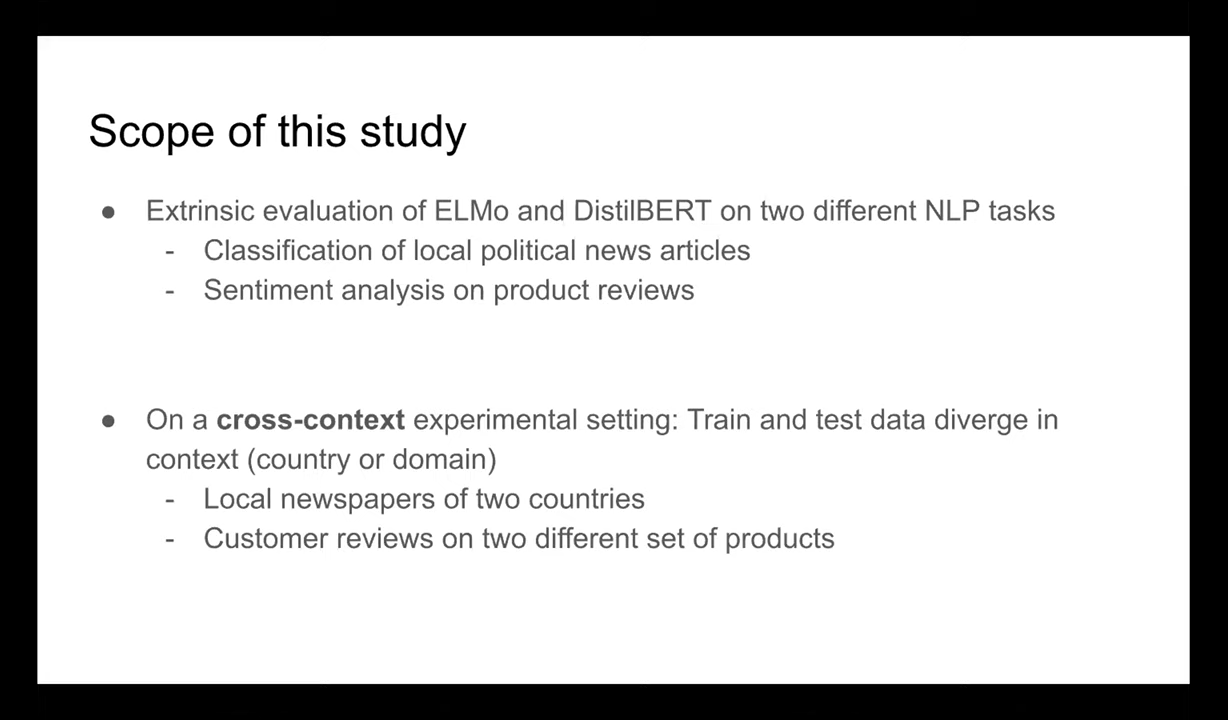 Scope of this study
● Extrinsic evaluation of ELMo and DistilBERT on two different NLP tasks
- Classification of local political news articles
- Sentiment analysis on product reviews
● On a cross-context experimental setting: Train and test data diverge in
context (country or domain)
- Local newspapers of two countries
- Customer reviews on two different set of products